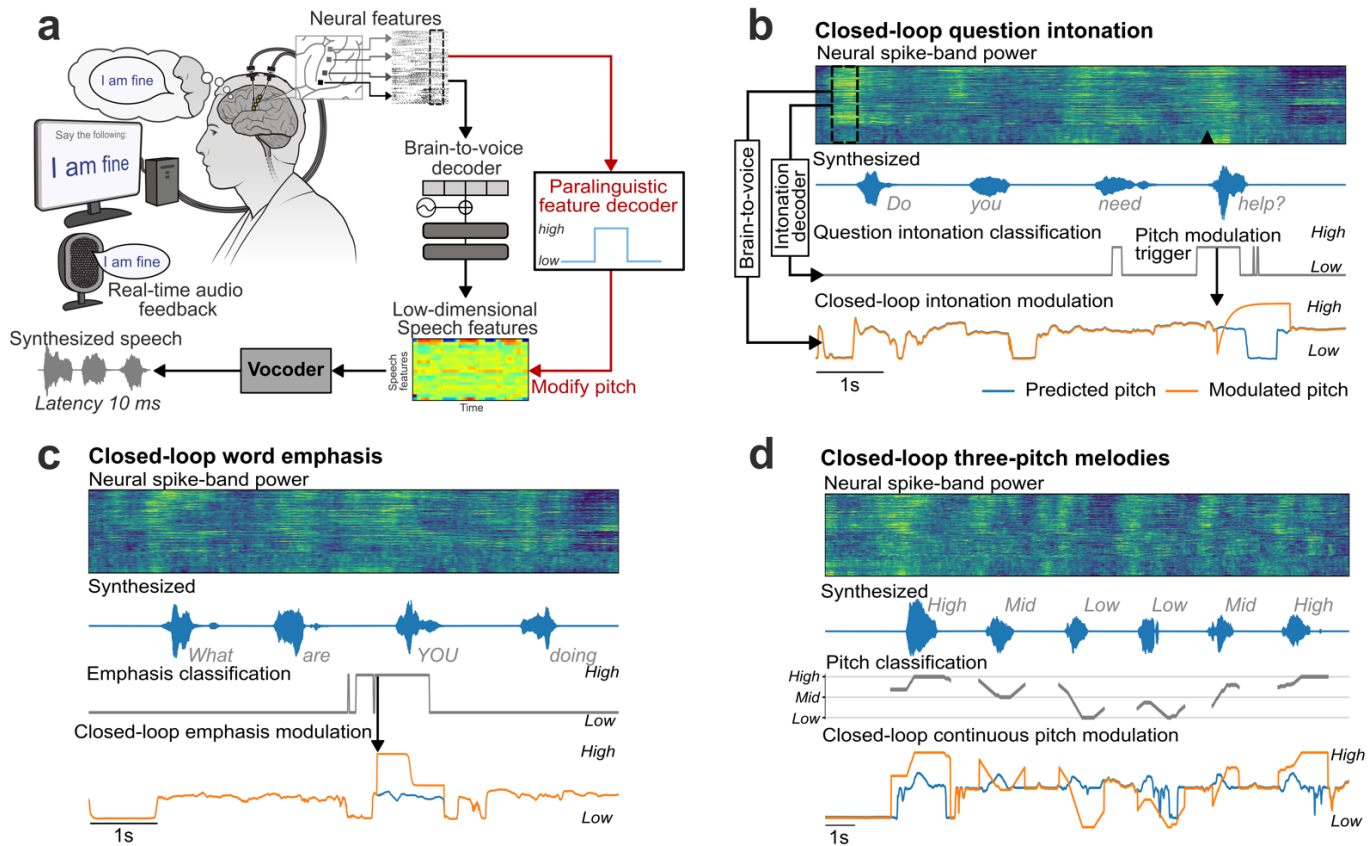 a
Neural features
I am fine
Say the following:
I am fine
I am fine
Real-time audio
feedback
Brain-to-voice
decoder
Paralinguistic
feature decoder
high
low
Low-dimensional
Speech features
Speech
features
Time
Modify pitch
Vocoder
Synthesized speech
Latency 10 ms
b
Closed-loop question intonation
Neural spike-band power
Brain-to-voice
Intonation
decoder
Synthesized
Do you need help?
Question intonation classification
Pitch modulation
trigger
High
Low
Closed-loop intonation modulation
High
Low
1s
Predicted pitch
Modulated pitch
c
Closed-loop word emphasis
Neural spike-band power
Synthesized
What are YOU doing
Emphasis classification
High
Low
Closed-loop emphasis modulation
High
Low
1s
d
Closed-loop three-pitch melodies
Neural spike-band power
Synthesized
High Mid Low Low Mid High
Pitch classification
High
Mid
Low
Closed-loop continuous pitch modulation
High
Low
1s